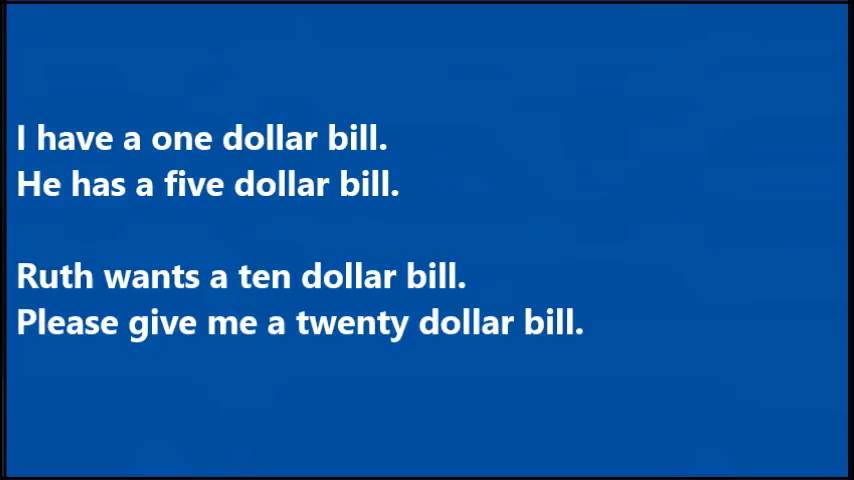 I have a one dollar bill.
He has a five dollar bill.
Ruth wants a ten dollar bill.
Please give me a twenty dollar bill.